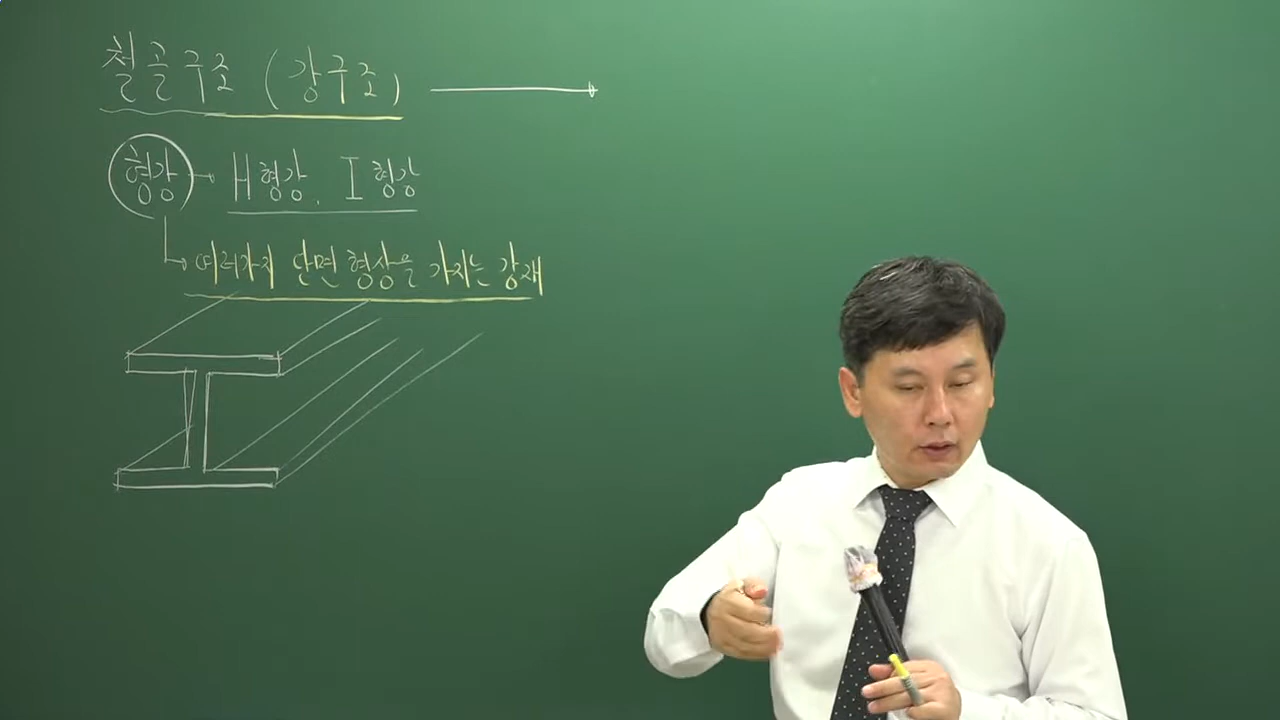 철골구조 (강구조)
형강 → H형강, I형강
여러가지 단면 형상을 가지는 강재